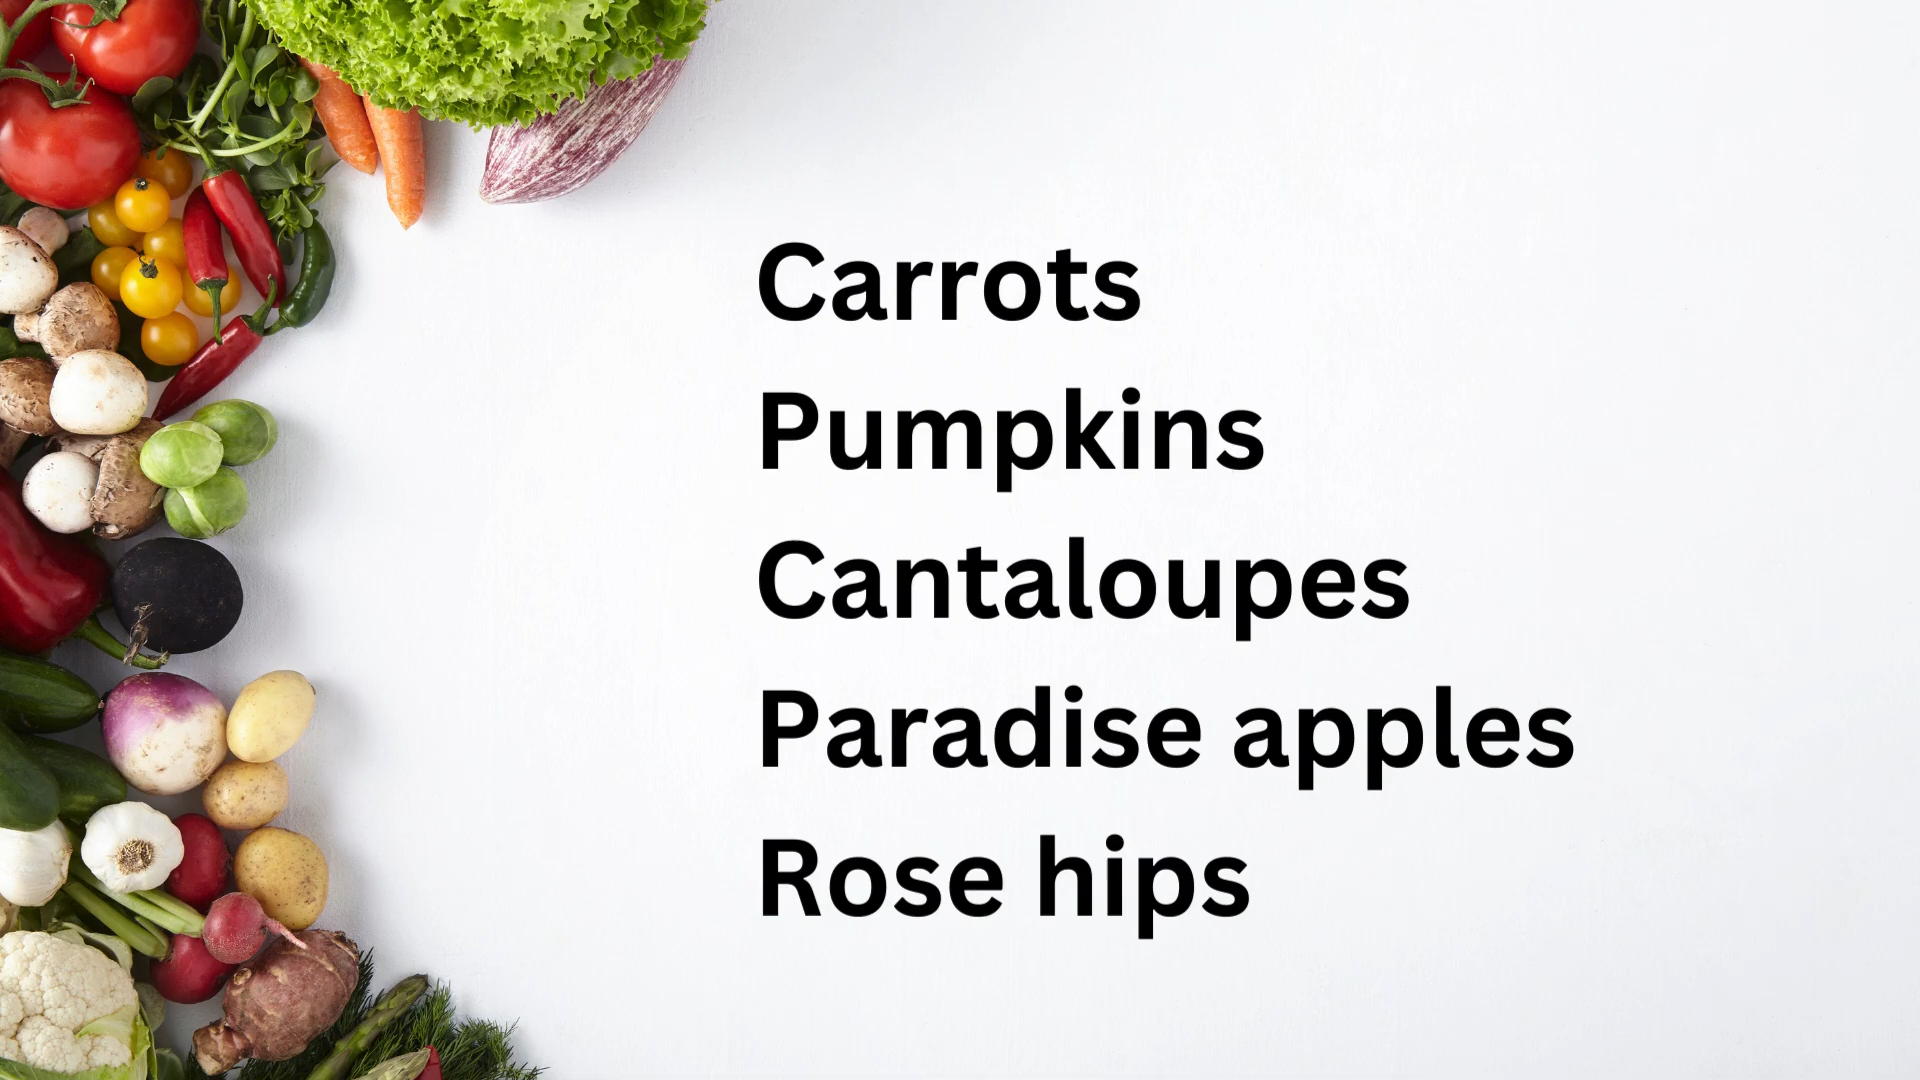 Carrots
Pumpkins
Cantaloupes
Paradise apples
Rose hips